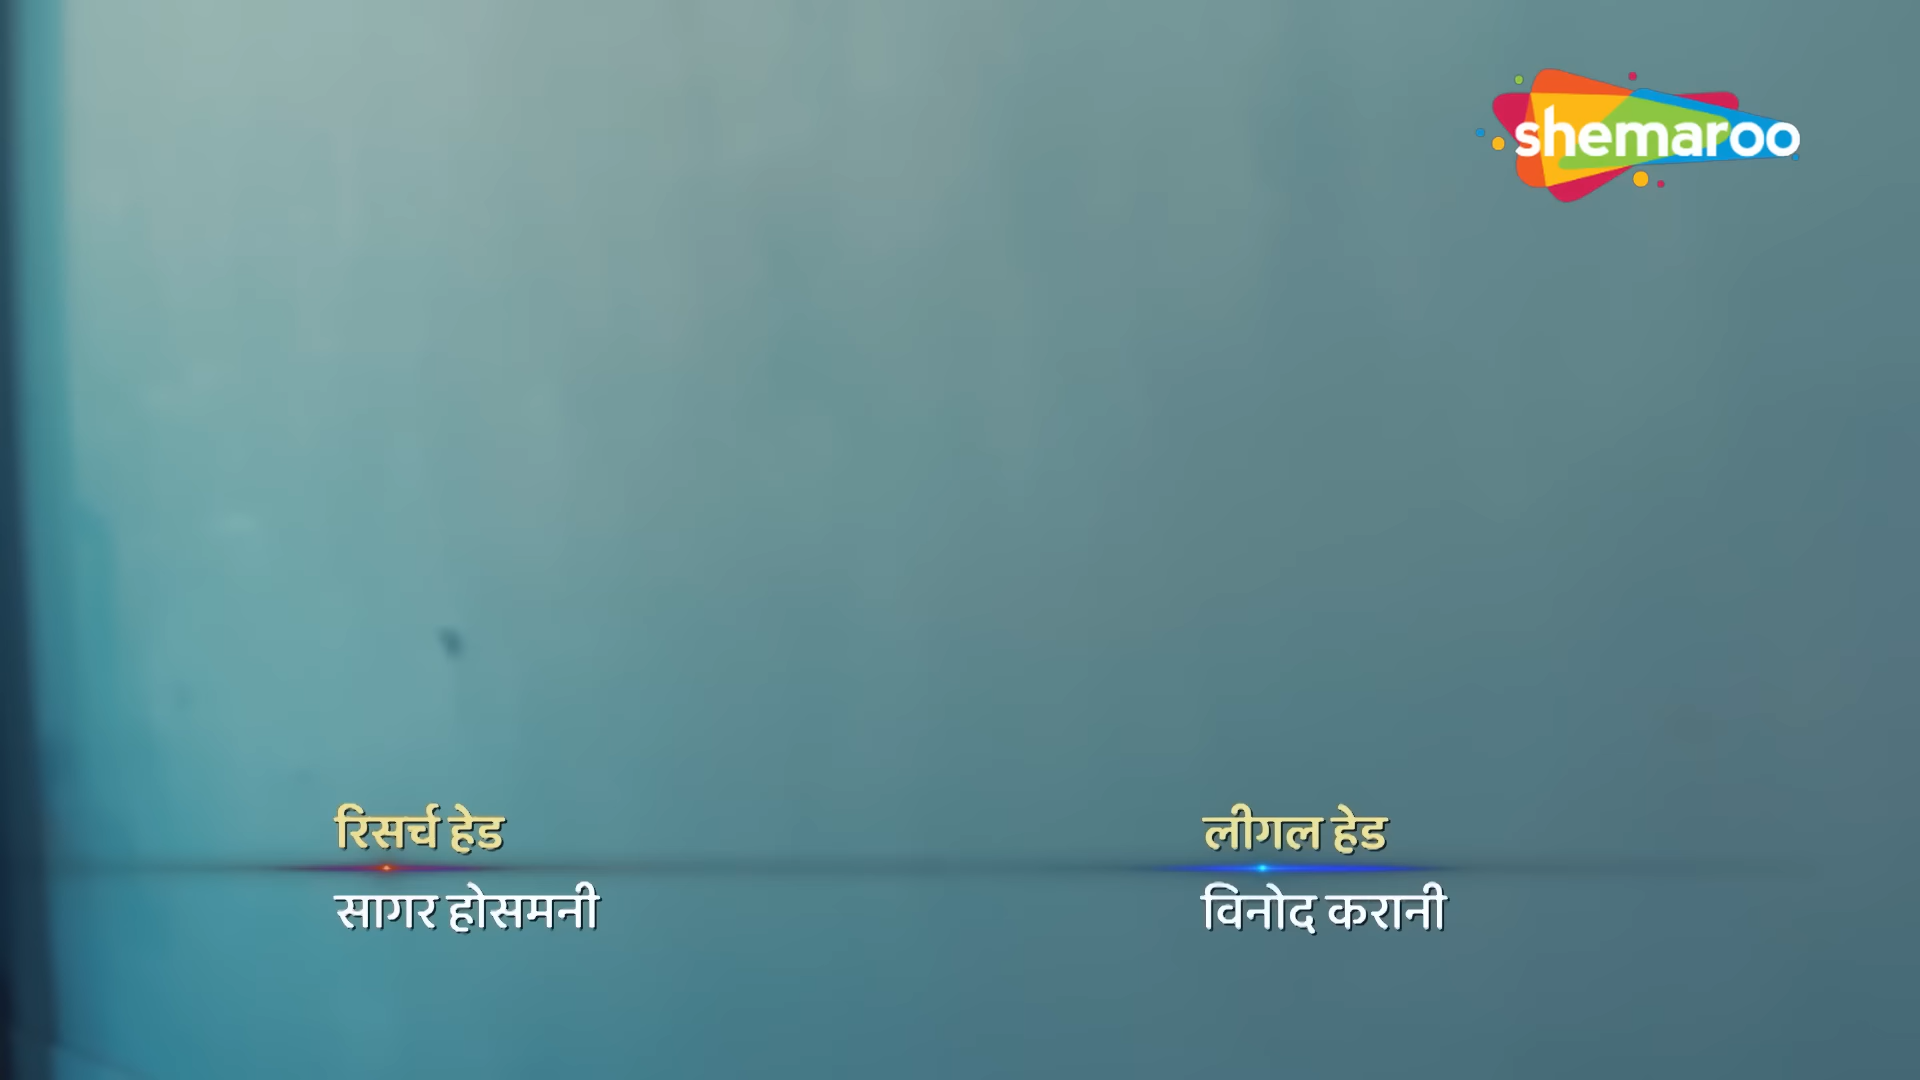 shemaroo
रिसर्च हेड
सागर होसमनी
लीगल हेड
विनोद करानी